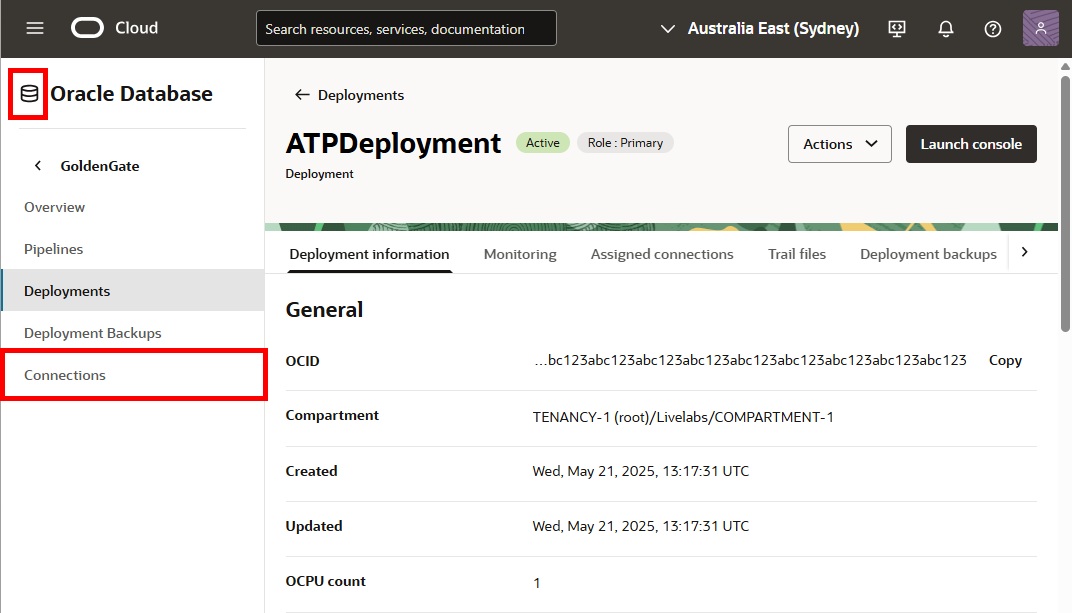 Cloud
Search resources, services, documentation
Australia East (Sydney)
Oracle Database
GoldenGate
Overview
Pipelines
Deployments
Deployment Backups
Connections
Deployments
ATPDeployment
Active
Role : Primary
Deployment
Actions
Launch console
Deployment information
Monitoring
Assigned connections
Trail files
Deployment backups
General
OCID
...bc123abc123abc123abc123abc123abc123abc123abc123abc123
Copy
Compartment
TENANCY-1 (root)/Livelabs/COMPARTMENT-1
Created
Wed, May 21, 2025, 13:17:31 UTC
Updated
Wed, May 21, 2025, 13:17:31 UTC
OCPU count
1